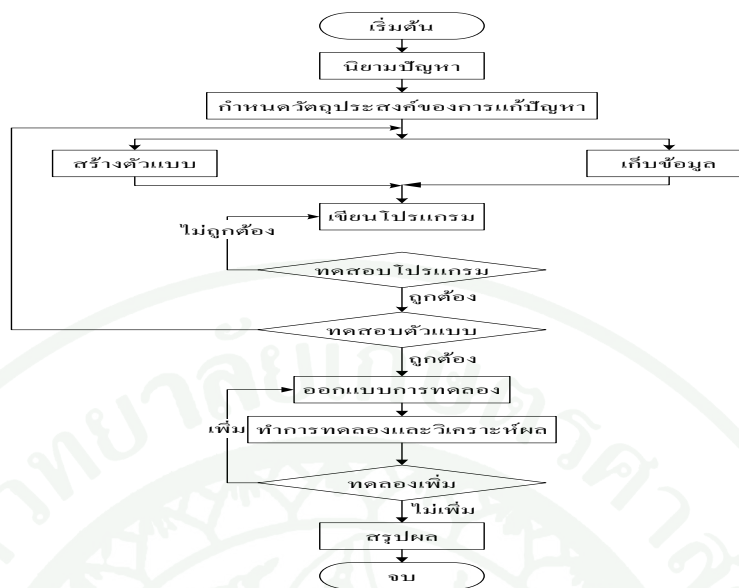 เริ่มต้น
นิยามปัญหา
กำหนดวัตถุประสงค์ของการแก้ปัญหา
สร้างตัวแบบ
เก็บข้อมูล
เขียนโปรแกรม
ไม่ถูกต้อง
ทดสอบโปรแกรม
ถูกต้อง
ทดสอบตัวแบบ
ถูกต้อง
ออกแบบการทดลอง
เพิ่ม
ทำการทดลองและวิเคราะห์ผล
ทดลองเพิ่ม
ไม่เพิ่ม
สรุปผล
จบ